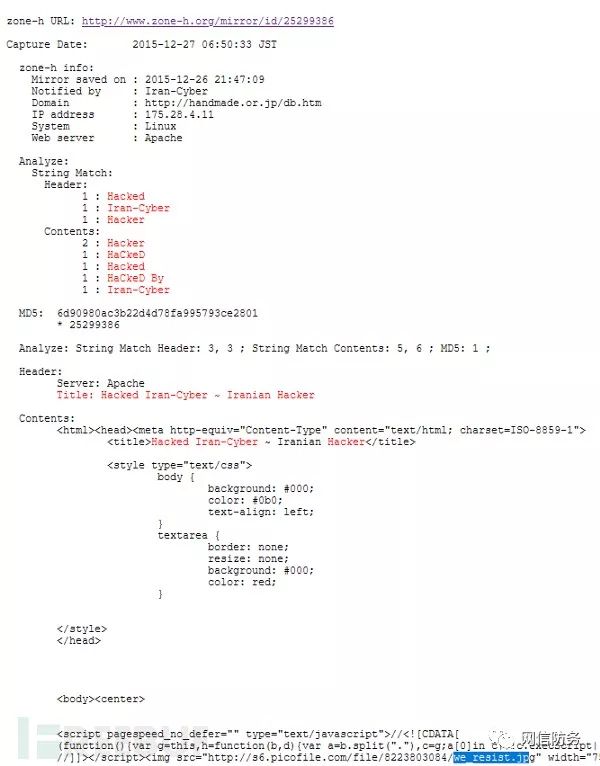 zone-h URL: http://www.zone-h.org/mirror/id/25299386
Capture Date: 2015-12-27 06:50:33 JST
zone-h info:
Mirror saved on : 2015-12-26 21:47:09
Notified by : Iran-Cyber
Domain : http://handmade.or.jp/db.htm
IP address : 175.28.4.11
System : Linux
Web server : Apache
Analyze:
String Match:
Header:
1 : Hacked
1 : Iran-Cyber
1 : Hacker
Contents:
2 : Hacker
1 : HaCkeD
1 : Hacked
1 : HaCkeD By
1 : Iran-Cyber
MD5: 6d90980ac3b22d4d78fa995793ce2801
* 25299386
Analyze: String Match Header: 3, 3 ; String Match Contents: 5, 6 ; MD5: 1 ;
Header:
Server: Apache
Title: Hacked Iran-Cyber ~ Iranian Hacker
Contents:
<html><head><meta http-equiv="Content-Type" content="text/html; charset=ISO-8859-1">
<title>Hacked Iran-Cyber ~ Iranian Hacker</title>
<style type="text/css">
body {
background: #000;
color: #0b0;
text-align: left;
}
textarea {
border: none;
resize: none;
background: #000;
color: red;
}
</style>
</head>
<body><center>
<script pagespeed_no_defer="" type="text/javascript">//<![CDATA[
(function(){var g=this,h=function(b,d){var a=b.split("."),c=g;a[0]in
网信防务
//]]></script><img src="http://s6.picofile.com/file/8223803084/we_resist.jpg" width="75